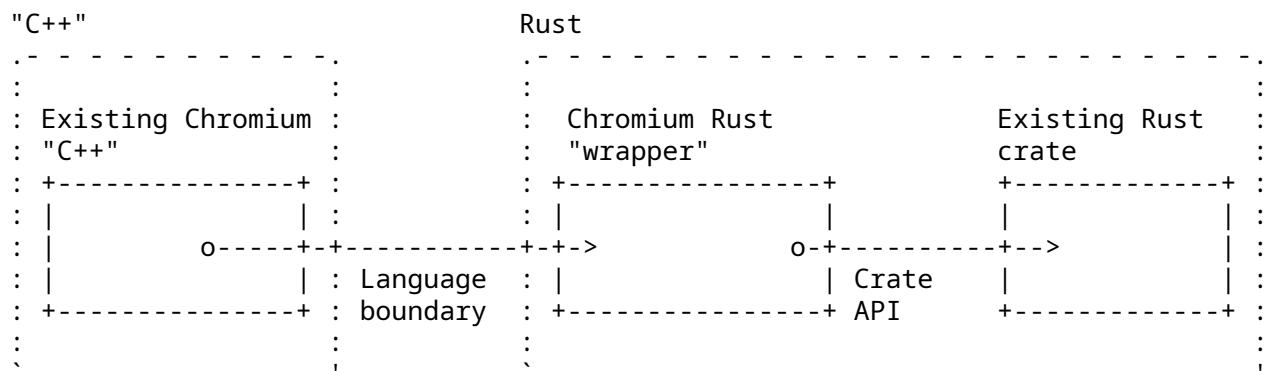 "C++" Rust
Existing Chromium Chromium Rust Existing Rust
"C++" "wrapper" crate
Language Crate
boundary API